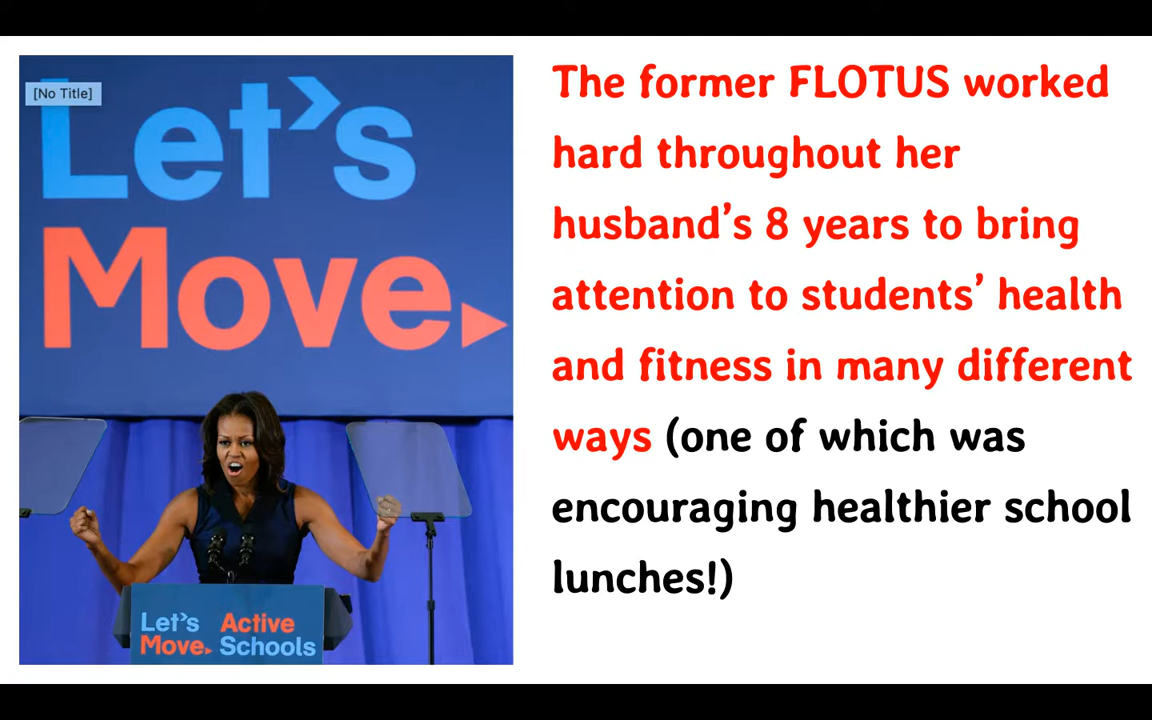 [No Title]
Let's
Move.
Let's Active
Move. Schools
The former FLOTUS worked
hard throughout her
husband's 8 years to bring
attention to students' health
and fitness in many different
ways (one of which was
encouraging healthier school
lunches!)